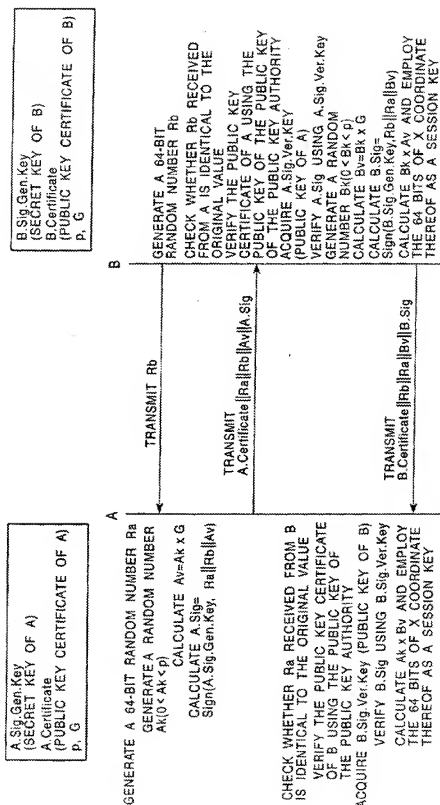 A.Sig.Gen.Key
(SECRET KEY OF A)
A.Certificate
(PUBLIC KEY CERTIFICATE OF A)
p, G
B.Sig.Gen.Key
(SECRET KEY OF B)
B.Certificate
(PUBLIC KEY CERTIFICATE OF B)
p, G
A
B
GENERATE A 64-BIT
RANDOM NUMBER Rb
TRANSMIT Rb
GENERATE A 64-BIT RANDOM NUMBER Ra
GENERATE A RANDOM NUMBER
Ak(0<Ak<p)
CALCULATE Av=Ak x G
CALCULATE A.Sig=
Sign(A.Sig.Gen.Key, Ra||Rb||Av)
TRANSMIT
A.Certificate||Ra||Rb||Av||A.Sig
CHECK WHETHER Rb RECEIVED
FROM A IS IDENTICAL TO THE
ORIGINAL VALUE
VERIFY THE PUBLIC KEY
CERTIFICATE OF A USING THE
PUBLIC KEY OF THE PUBLIC KEY
OF THE PUBLIC KEY AUTHORITY
ACQUIRE A.Sig.Ver.KEY
(PUBLIC KEY OF A)
VERIFY A.Sig USING A.Sig.Ver.Key
GENERATE A RANDOM
NUMBER Bk(0<Bk<p)
CALCULATE Bv=Bk x G
CALCULATE B.Sig=
Sign(B.Sig.Gen.Key,Rb||Ra||Bv)
CALCULATE Bk x Av AND EMPLOY
THE 64 BITS OF X COORDINATE
THEREOF AS A SESSION KEY
TRANSMIT
B.Certificate||Rb||Ra||Bv||B.Sig
CHECK WHETHER Ra RECEIVED FROM B
IS IDENTICAL TO THE ORIGINAL VALUE
VERIFY THE PUBLIC KEY CERTIFICATE
OF B USING THE PUBLIC KEY OF
THE PUBLIC KEY AUTHORITY
ACQUIRE B.Sig.Ver.Key (PUBLIC KEY OF B)
VERIFY B.Sig USING B.Sig.Ver.Key
CALCULATE Ak x Bv AND EMPLOY
THE 64 BITS OF X COORDINATE
THEREOF AS A SESSION KEY